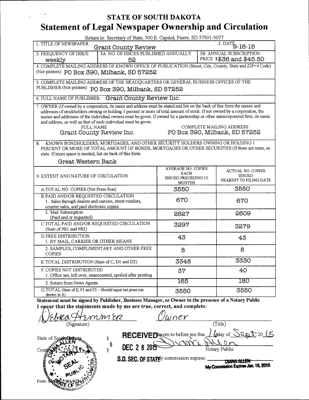 STATE OF SOUTH DAKOTA
Statement of Legal Newspaper Ownership and Circulation
Return to: Secretary of State, 500 E. Capitol, Pierre, SD 57501-5077
1. TITLE OF NEWSPAPER Grant County Review 2. DATE 9-16-15
3. FREQUENCY OF ISSUE weekly 3A. NO. OF ISSUES PUBLISHED ANNUALLY 52 3B. ANNUAL SUBSCRIPTION PRICE $36 and $45.50
4. COMPLETE MAILING ADDRESS OF KNOWN OFFICE OF PUBLICATION (Street, City, County, State and ZIP+4 Code)
(Not printers) PO Box 390, Milbank, SD 57252
5. COMPLETE MAILING ADDRESS OF THE HEADQUARTERS OR GENERAL BUSINESS OFFICES OF THE
PUBLISHER (Not printer) PO Box 390, Milbank, SD 57252
6. FULL NAME OF PUBLISHER: Grant County Review Inc.
7. OWNER (If owned by a corporation, its name and address must be stated and list on the back of this form the names and
addresses of stockholders owning or holding 1 percent or more of total amount of stock. If not owned by a corporation, the
names and addresses of the individual owners must be given. If owned by a partnership or other unincorporated firm, its name
and address, as well as that of each individual must be given.
FULL NAME COMPLETE MAILING ADDRESS
Grant County Review Inc. PO Box 390, Milbank, SD 57252
8. KNOWN BONDHOLDERS, MORTGAGES, AND OTHER SECURITY HOLDERS OWNING OR HOLDING 1
PERCENT OR MORE OF TOTAL AMOUNT OF BONDS, MORTGAGES OR OTHER SECURITIES (If there are none, so
state. If more space is needed, list on back of this form.
Great Western Bank
9. EXTENT AND NATURE OF CIRCULATION AVERAGE NO. COPIES EACH ISSUED PRECEDING 12 MONTHS ACTUAL NO. COPIES ISSUED NEAREST TO FILING DATE
A. TOTAL NO. COPIES (Net Press Run) 3550 3550
B. PAID AND/OR REQUESTED CIRCULATION
1. Sales through dealers and carriers, street vendors, counter sales, and paid electronic copies. 670 670
2. Mail Subscription (Paid and or requested) 2627 2609
C. TOTAL PAID AND/OR REQUESTED CIRCULATION (Sum of 9B1 and 9B2) 3297 3279
D. FREE DISTRIBUTION
1. BY MAIL, CARRIER OR OTHER MEANS 43 43
2. SAMPLES, COMPLIMENTARY AND OTHER FREE COPIES 8 8
E. TOTAL DISTRIBUTION (Sum of C, D1 and D2) 3348 3330
F. COPIES NOT DISTRIBUTED
1. Office use, left over, unaccounted, spoiled after printing 37 40
2. Return from News Agents 165 180
G. TOTAL (Sum of E, F1 and F2 - Should equal net press run shown in A) 3550 3550
Statement must be signed by Publisher, Business Manager, or Owner in the presence of a Notary Public
I swear that the statements made by me are true, correct, and complete:
Debra Hemmer Owner
(Signature) (Title)
State of South Dakota
RECEIVED
DEC 28 2015
S.D. SEC. OF STATE
Sworn to before me this day of Sept 2015
Diana Allen
Notary Public
commission expires:
DIANA ALLEN
My Commission Expires Jan. 18, 2018
DIANA ALLEN
NOTARY PUBLIC
SEAL
SOUTH DAKOTA